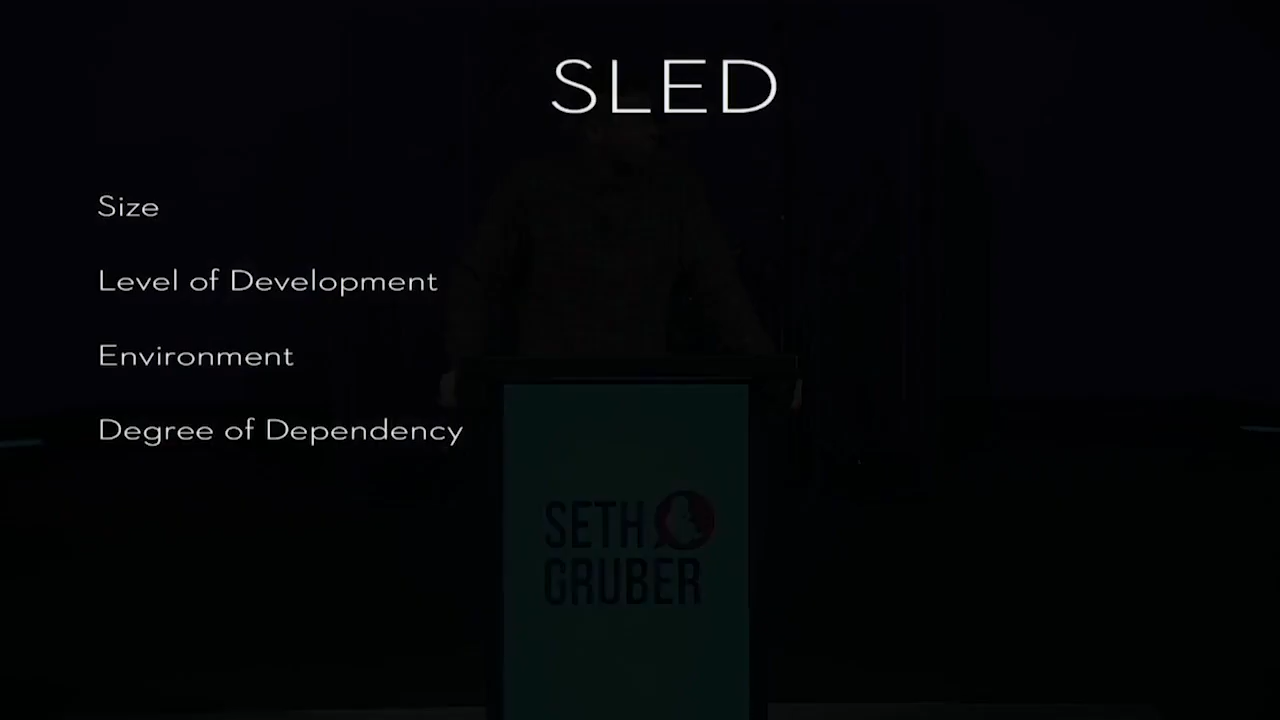 SLED
Size
Level of Development
Environment
Degree of Dependency
SETH
GRUBER